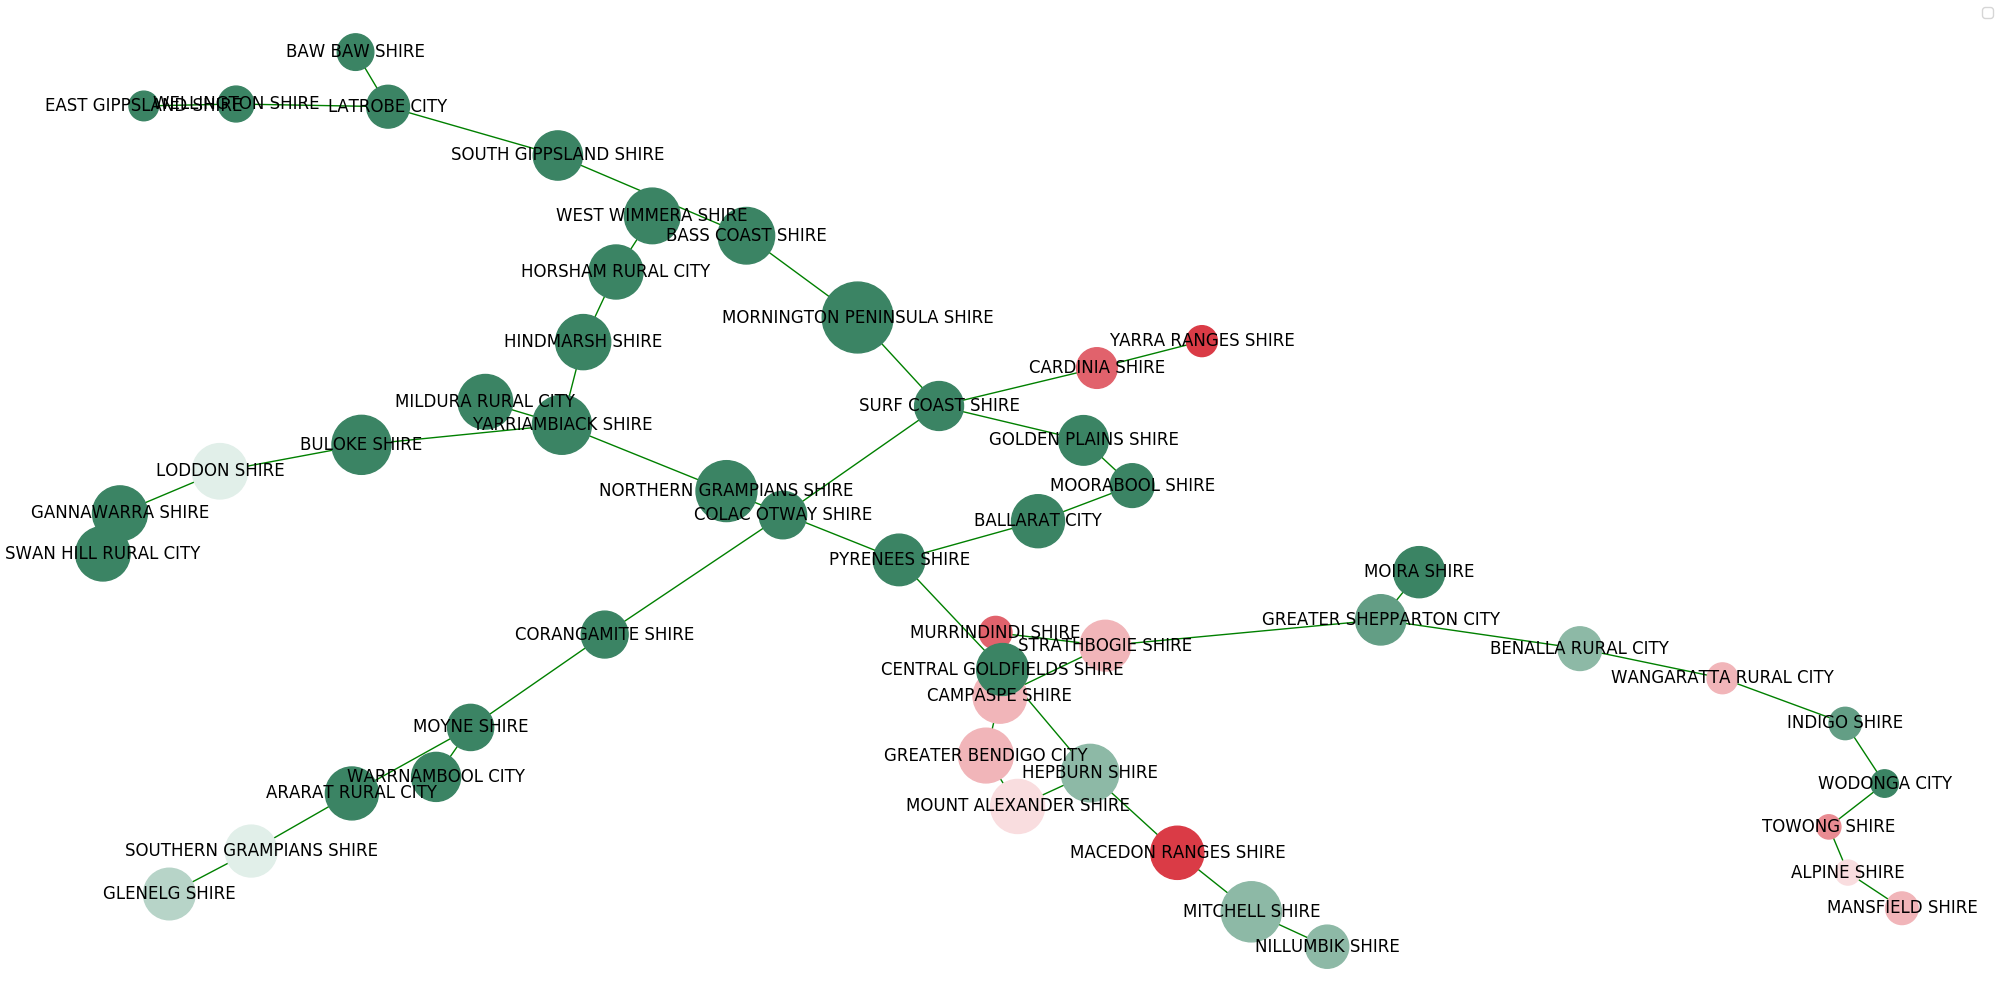 BAW BAW SHIRE
EAST GIPPSLAND SHIRE
WELLINGTON SHIRE
LATROBE CITY
SOUTH GIPPSLAND SHIRE
WEST WIMMERA SHIRE
BASS COAST SHIRE
HORSHAM RURAL CITY
MORNINGTON PENINSULA SHIRE
HINDMARSH SHIRE
YARRA RANGES SHIRE
CARDINIA SHIRE
MILDURA RURAL CITY
SURF COAST SHIRE
YARRIAMBIACK SHIRE
BULOKE SHIRE
GOLDEN PLAINS SHIRE
LODDON SHIRE
MOORABOOL SHIRE
NORTHERN GRAMPIANS SHIRE
GANNAWARRA SHIRE
COLAC OTWAY SHIRE
BALLARAT CITY
SWAN HILL RURAL CITY
PYRENEES SHIRE
MOIRA SHIRE
GREATER SHEPPARTON CITY
CORANGAMITE SHIRE
MURRINDINDI SHIRE
STRATHBOGIE SHIRE
BENALLA RURAL CITY
CENTRAL GOLDFIELDS SHIRE
WANGARATTA RURAL CITY
CAMPASPE SHIRE
INDIGO SHIRE
MOYNE SHIRE
GREATER BENDIGO CITY
HEPBURN SHIRE
WARRNAMBOOL CITY
WODONGA CITY
ARARAT RURAL CITY
MOUNT ALEXANDER SHIRE
TOWONG SHIRE
SOUTHERN GRAMPIANS SHIRE
MACEDON RANGES SHIRE
ALPINE SHIRE
GLENELG SHIRE
MANSFIELD SHIRE
MITCHELL SHIRE
NILLUMBIK SHIRE